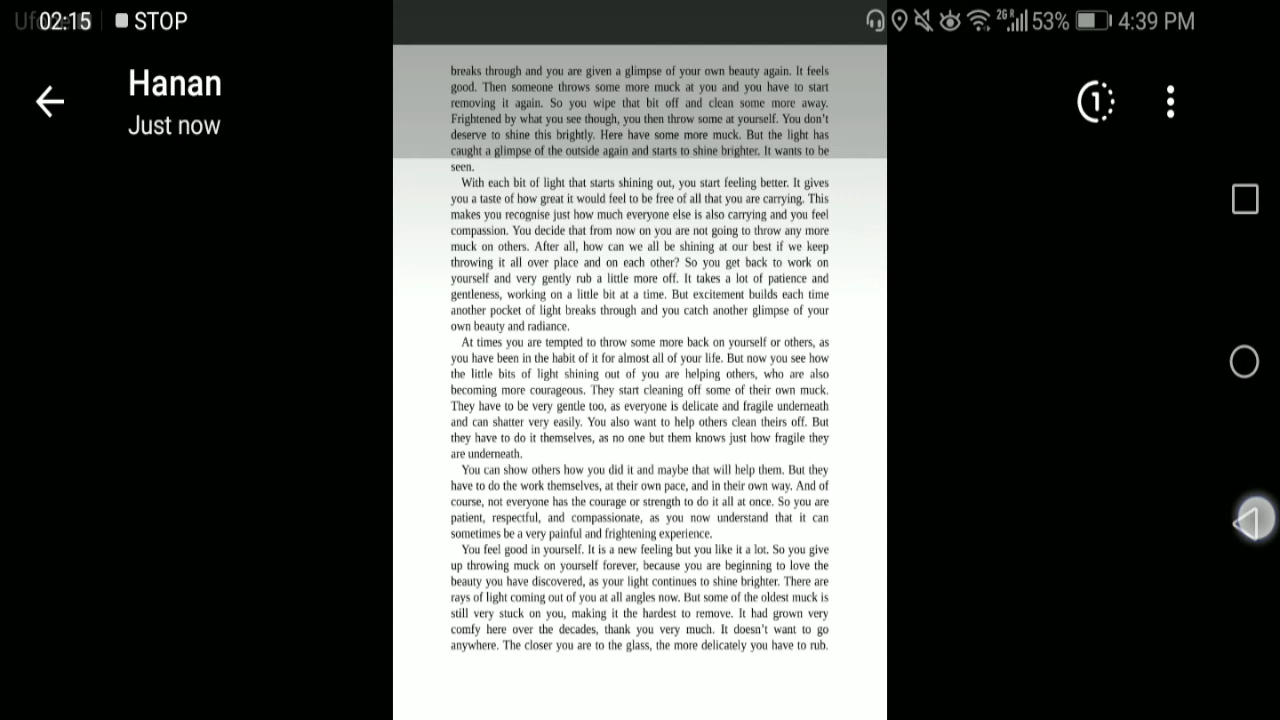 Ufo
02:15 STOP
2G R 53% 4:39 PM
Hanan
Just now
1
breaks through and you are given a glimpse of your own beauty again. It feels
good. Then someone throws some more muck at you and you have to start
removing it again. So you wipe that bit off and clean some more away.
Frightened by what you see though, you then throw some at yourself. You don't
deserve to shine this brightly. Here have some more muck. But the light has
caught a glimpse of the outside again and starts to shine brighter. It wants to be
seen.
With each bit of light that starts shining out, you start feeling better. It gives
you a taste of how great it would feel to be free of all that you are carrying. This
makes you recognise just how much everyone else is also carrying and you feel
compassion. You decide that from now on you are not going to throw any more
muck on others. After all, how can we all be shining at our best if we keep
throwing it all over place and on each other? So you get back to work on
yourself and very gently rub a little more off. It takes a lot of patience and
gentleness, working on a little bit at a time. But excitement builds each time
another pocket of light breaks through and you catch another glimpse of your
own beauty and radiance.
At times you are tempted to throw some more back on yourself or others, as
you have been in the habit of it for almost all of your life. But now you see how
the little bits of light shining out of you are helping others, who are also
becoming more courageous. They start cleaning off some of their own muck.
They have to be very gentle too, as everyone is delicate and fragile underneath
and can shatter very easily. You also want to help others clean theirs off. But
they have to do it themselves, as no one but them knows just how fragile they
are underneath.
You can show others how you did it and maybe that will help them. But they
have to do the work themselves, at their own pace, and in their own way. And of
course, not everyone has the courage or strength to do it all at once. So you are
patient, respectful, and compassionate, as you now understand that it can
sometimes be a very painful and frightening experience.
You feel good in yourself. It is a new feeling but you like it a lot. So you give
up throwing muck on yourself forever, because you are beginning to love the
beauty you have discovered, as your light continues to shine brighter. There are
rays of light coming out of you at all angles now. But some of the oldest muck is
still very stuck on you, making it the hardest to remove. It had grown very
comfy here over the decades, thank you very much. It doesn't want to go
anywhere. The closer you are to the glass, the more delicately you have to rub.